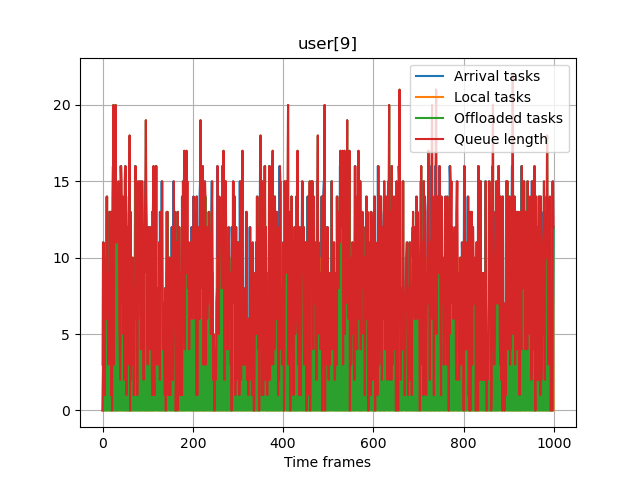 user[9]
Arrival tasks
Local tasks
Offloaded tasks
Queue length
20
15
10
5
0
0 200 400 600 800 1000
Time frames